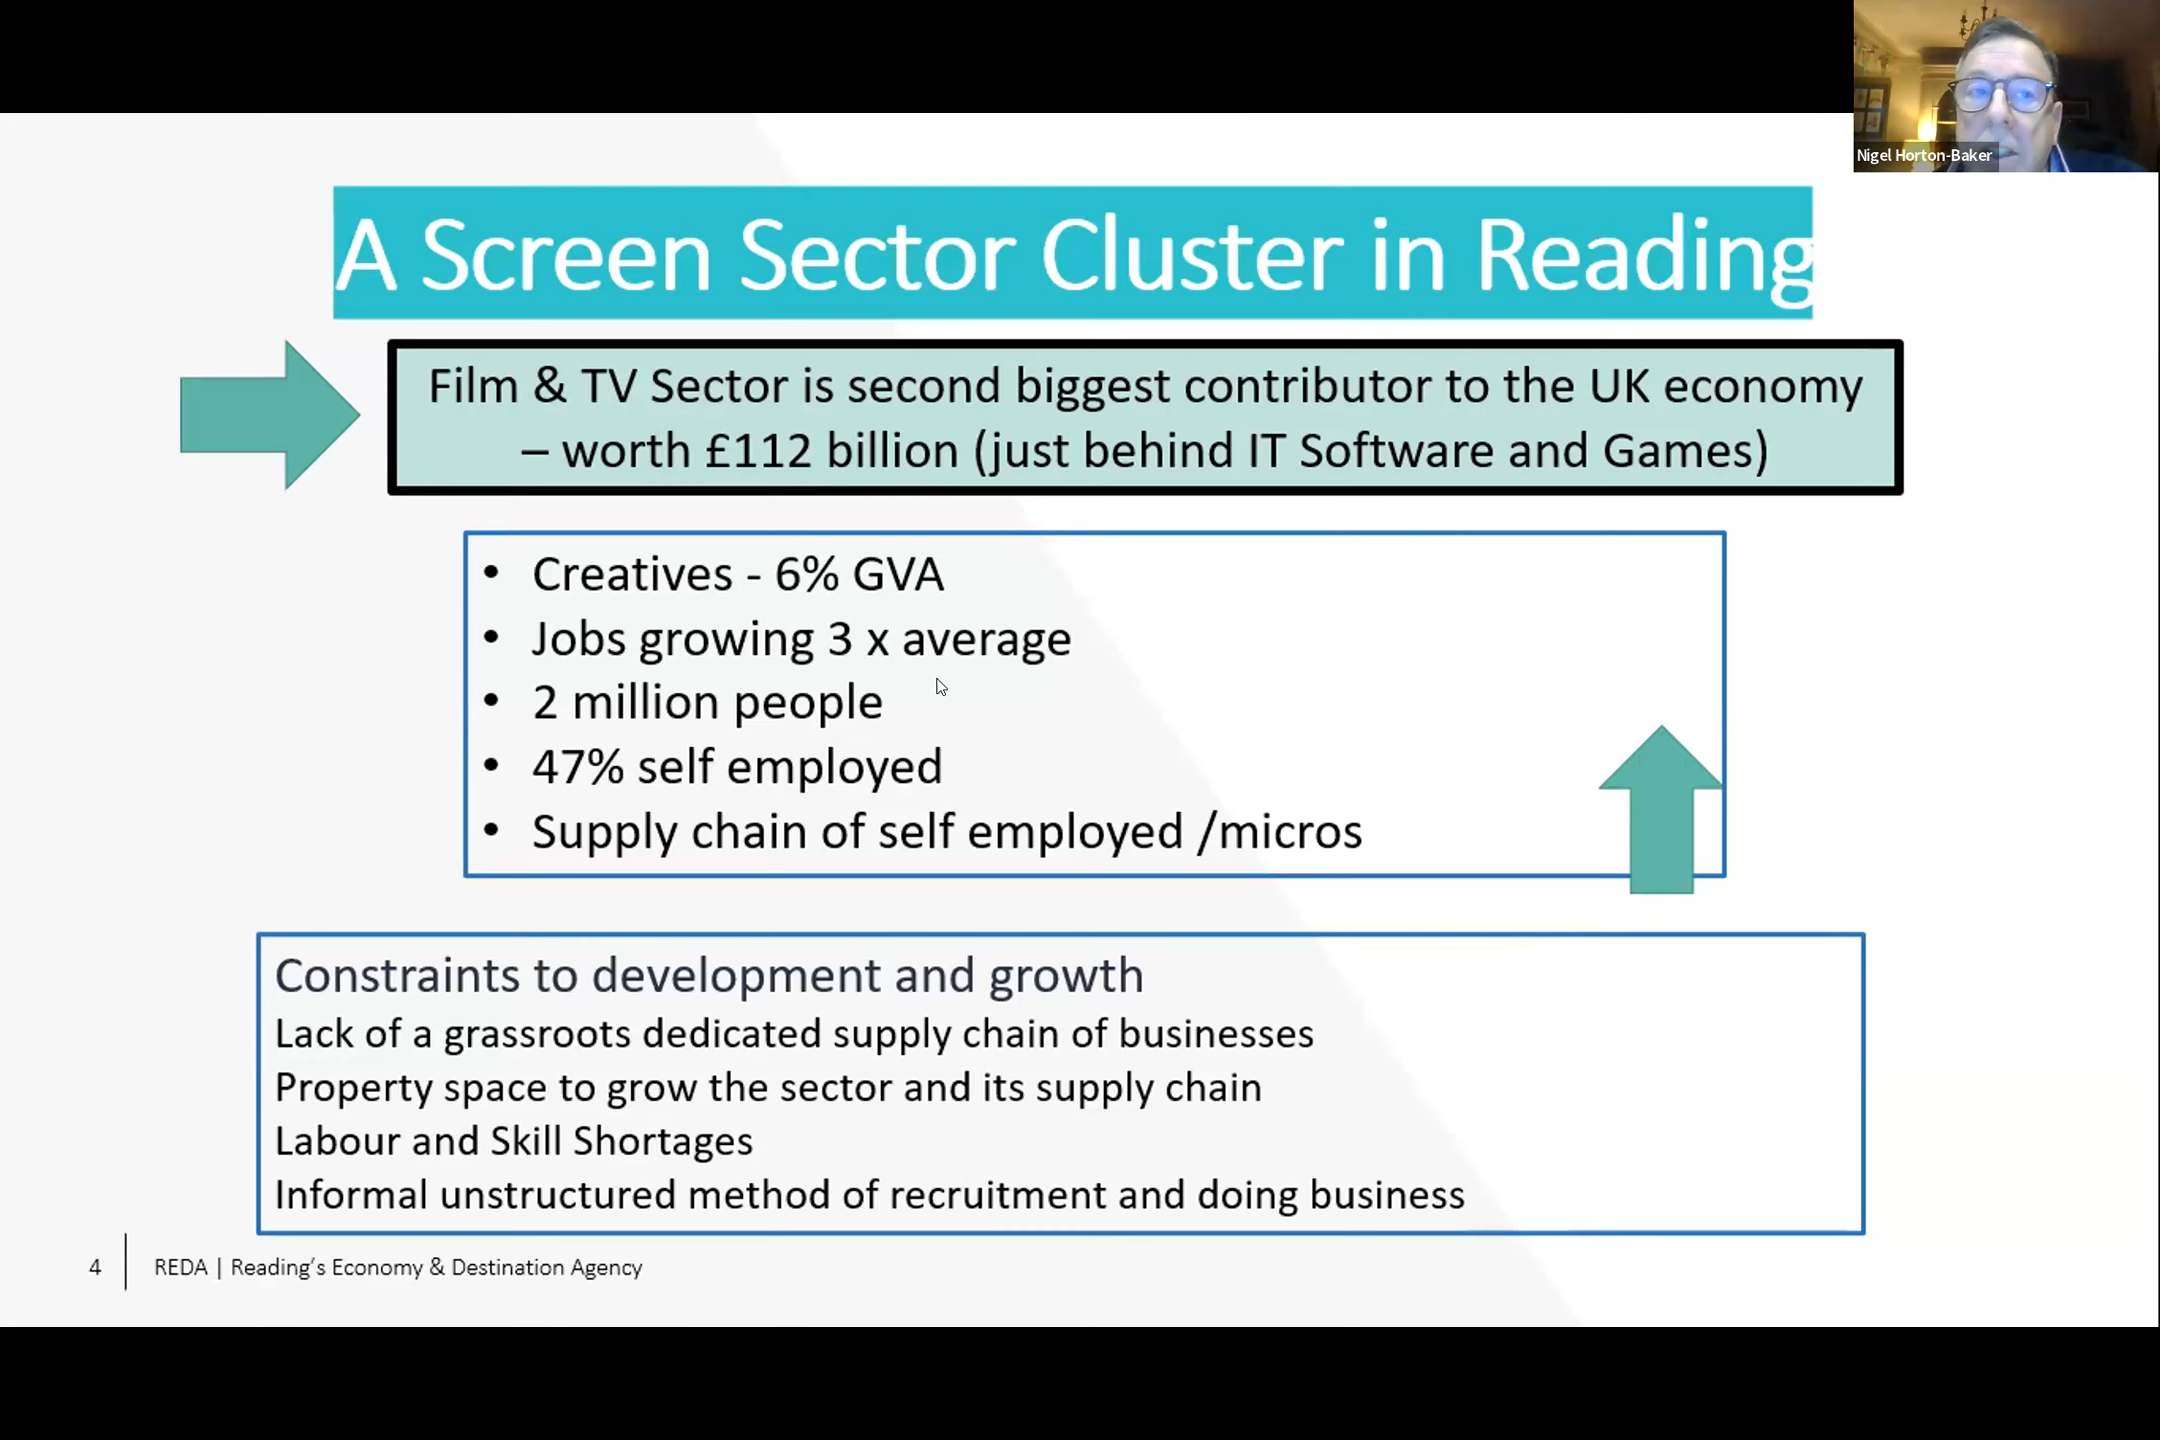 Nigel Horton-Baker
A Screen Sector Cluster in Reading
Film & TV Sector is second biggest contributor to the UK economy
– worth £112 billion (just behind IT Software and Games)
• Creatives - 6% GVA
• Jobs growing 3 x average
• 2 million people
• 47% self employed
• Supply chain of self employed /micros
Constraints to development and growth
Lack of a grassroots dedicated supply chain of businesses
Property space to grow the sector and its supply chain
Labour and Skill Shortages
Informal unstructured method of recruitment and doing business
4 | REDA | Reading's Economy & Destination Agency